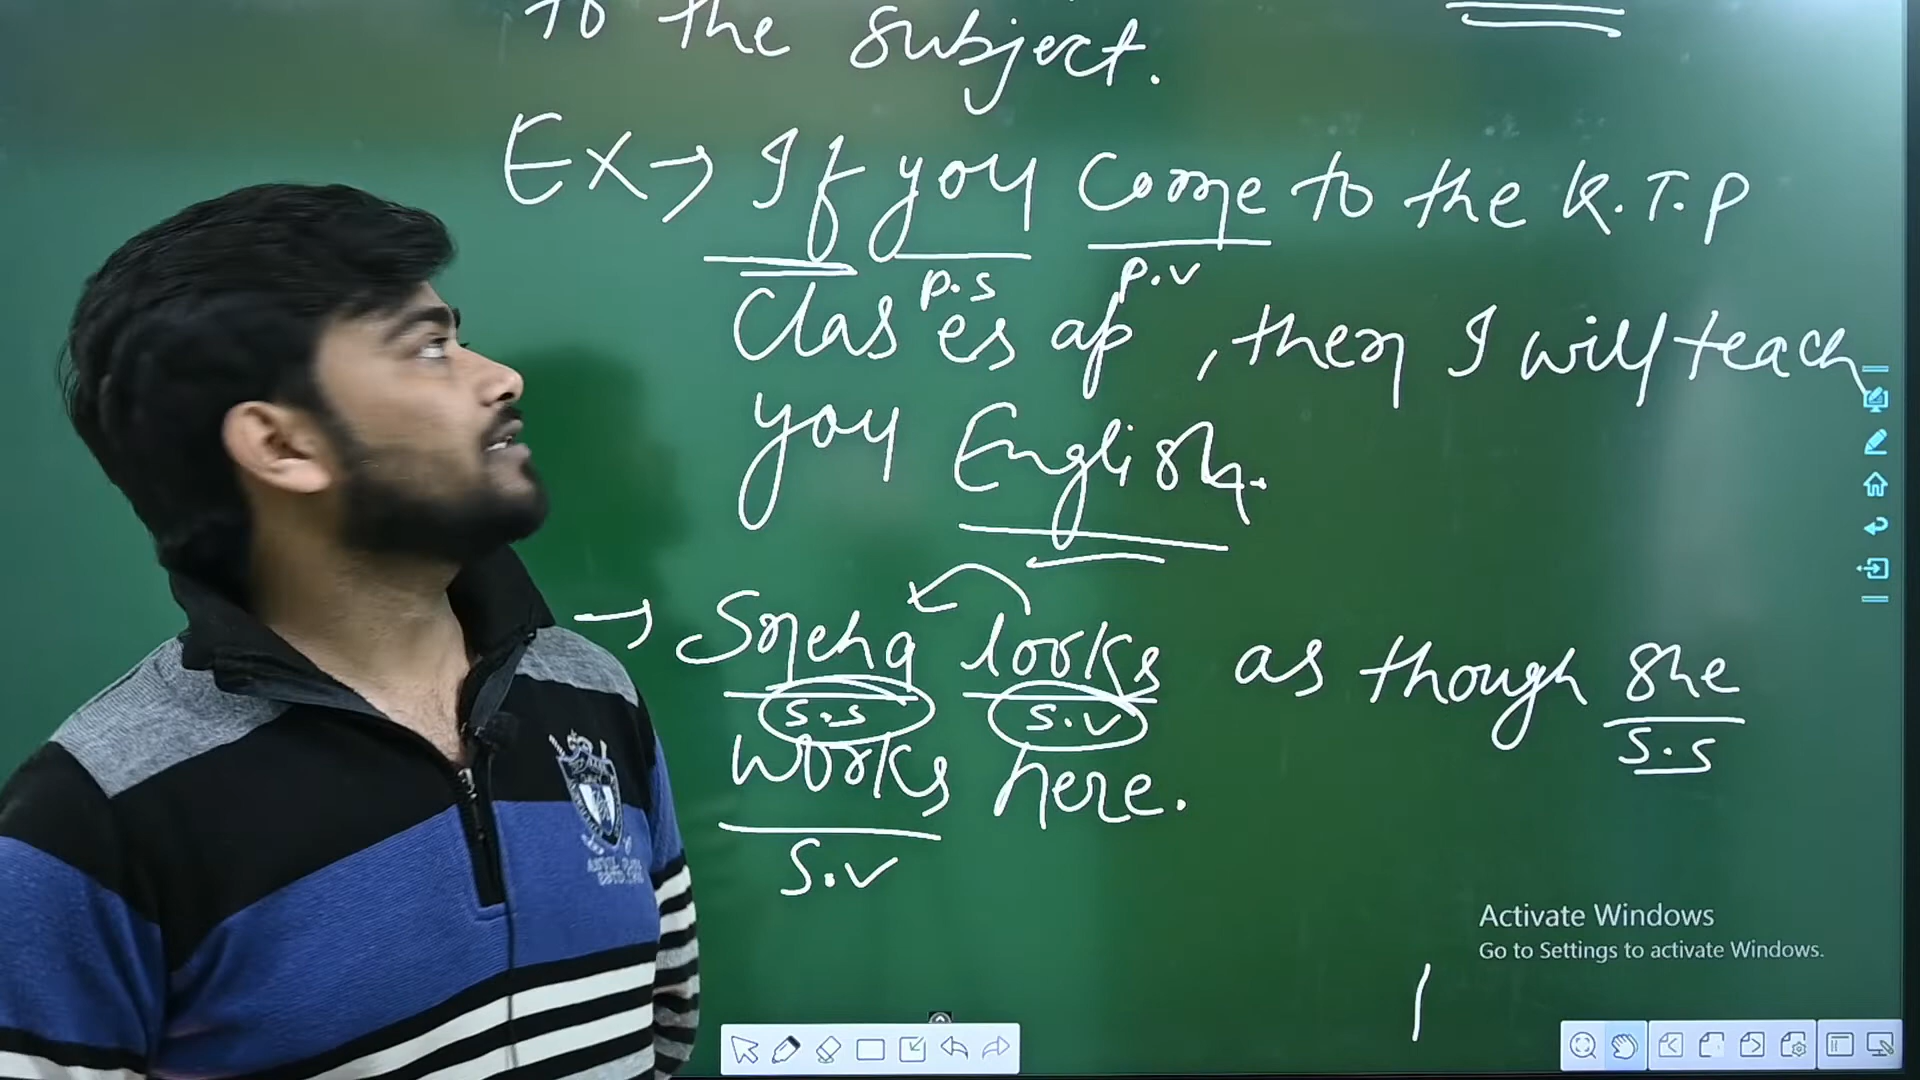 to the subject.
Ex → If you come to the K.T.P
p.s p.v
Classes ap , then I will teach
you English.
→ Sneha looks as though she
s.s s.v s.s
works here.
S.v
Activate Windows
Go to Settings to activate Windows.